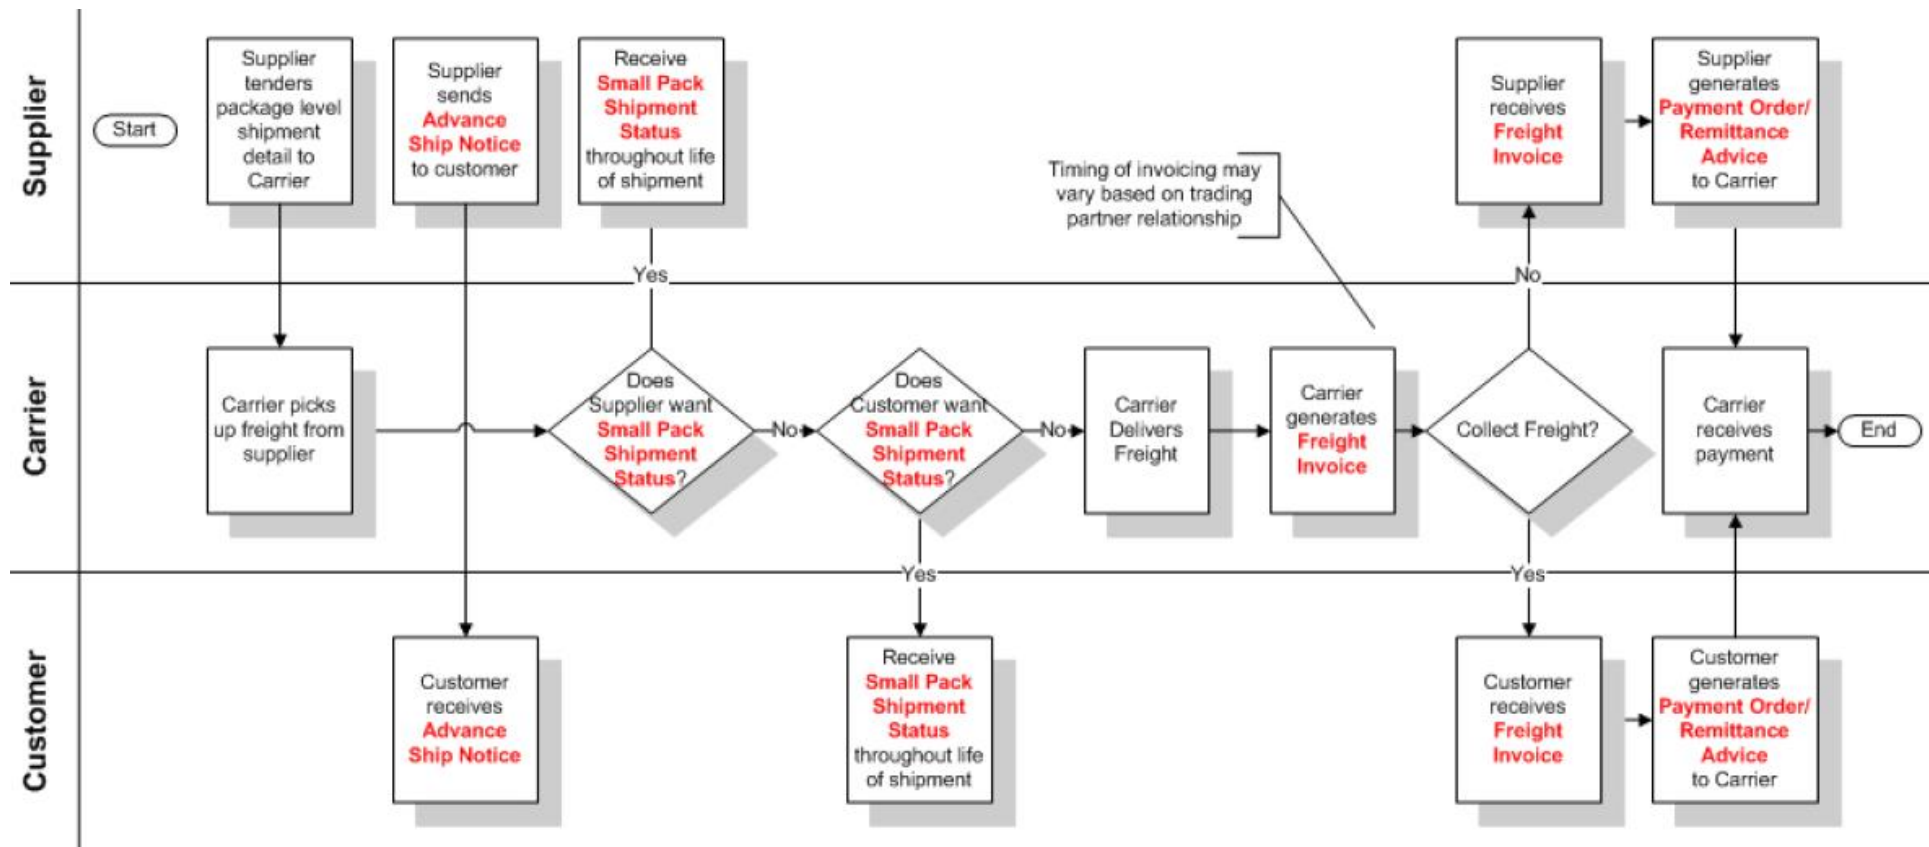 Supplier
Start
Supplier
tenders
package level
shipment
detail to
Carrier
Supplier
sends
Advance
Ship Notice
to customer
Receive
Small Pack
Shipment
Status
throughout life
of shipment
Timing of invoicing may
vary based on trading
partner relationship
Supplier
receives
Freight
Invoice
Supplier
generates
Payment Order/
Remittance
Advice
to Carrier
Yes
No
Carrier
Carrier picks
up freight from
supplier
Does
Supplier want
Small Pack
Shipment
Status?
No
Does
Customer want
Small Pack
Shipment
Status?
No
Carrier
Delivers
Freight
Carrier
generates
Freight
Invoice
Collect Freight?
Carrier
receives
payment
End
Yes
Yes
Customer
Customer
receives
Advance
Ship Notice
Receive
Small Pack
Shipment
Status
throughout life
of shipment
Customer
receives
Freight
Invoice
Customer
generates
Payment Order/
Remittance
Advice
to Carrier